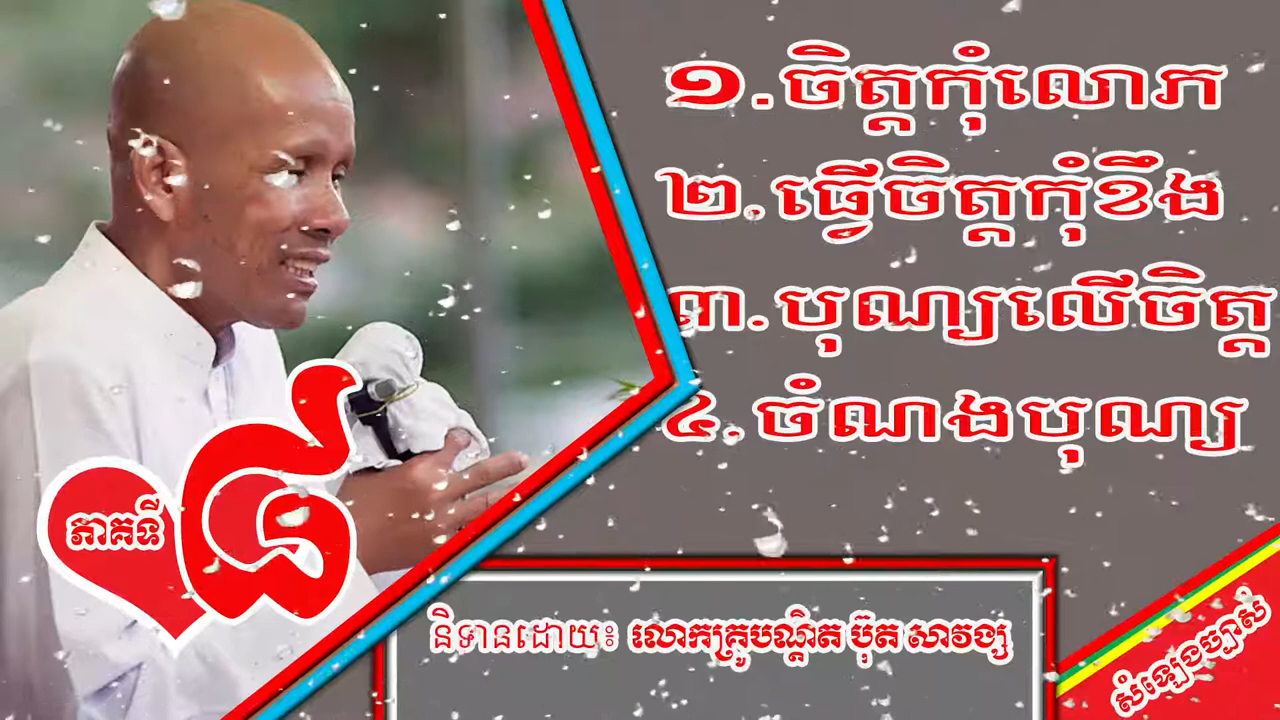 ១.ចិត្តកុំលោភ
២.ធ្វើចិត្តកុំខឹង
៣.បុណ្យលើចិត្ត
៤.ចំណងបុណ្យ
ភាគទី
៨
និទានដោយ៖ លោកគ្រូបណ្ឌិត ប៊ុត សាវង្ស
សំឡេងច្បាស់